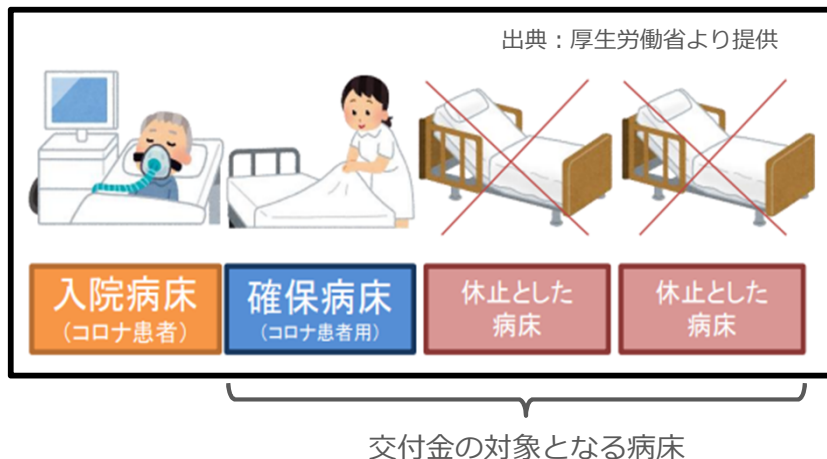 出典：厚生労働省より提供
入院病床
（コロナ患者）
確保病床
（コロナ患者用）
休止とした
病床
休止とした
病床
交付金の対象となる病床